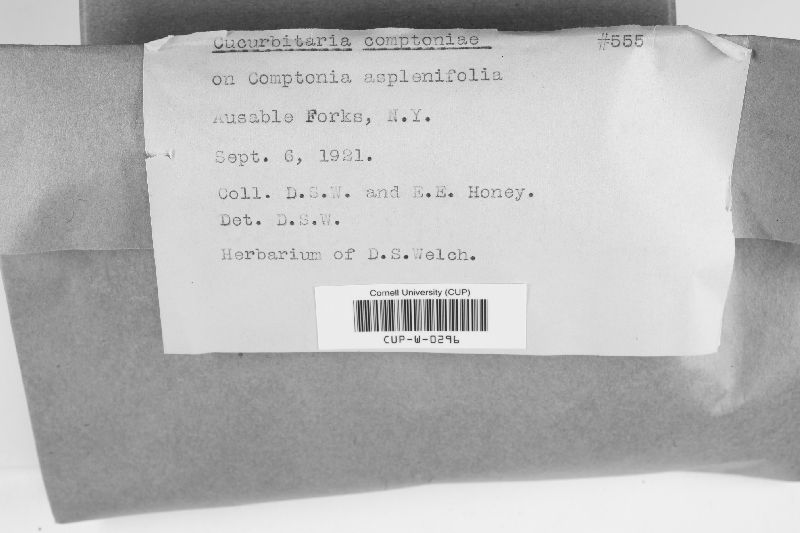 Cucurbitaria comptoniae #555
on Comptonia asplenifolia
Ausable Forks, N.Y.
Sept. 6, 1921.
Coll. D.S.W. and E.E. Honey.
Det. D.S.W.
Herbarium of D.S.Welch.
Cornell University (CUP)
CUP-W-0296